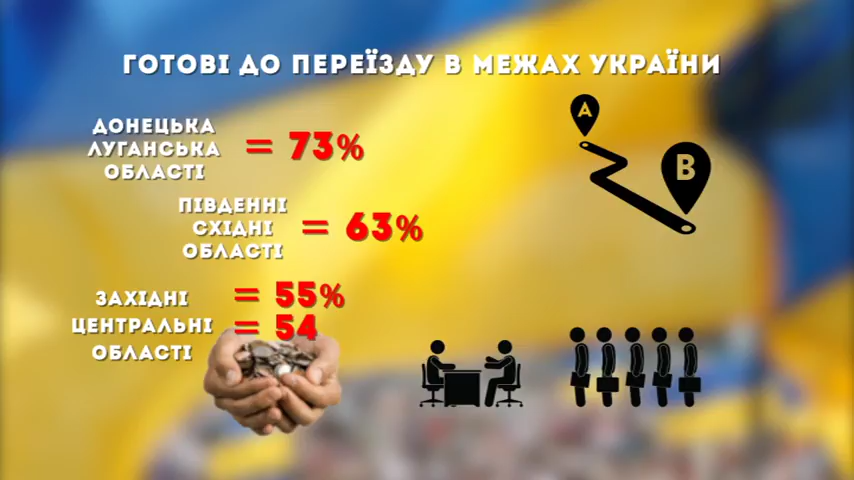 ГОТОВІ ДО ПЕРЕЇЗДУ В МЕЖАХ УКРАЇНИ
A
B
ДОНЕЦЬКА
ЛУГАНСЬКА = 73%
ОБЛАСТІ
ПІВДЕННІ
СХІДНІ = 63%
ОБЛАСТІ
ЗАХІДНІ = 55%
ЦЕНТРАЛЬНІ = 54
ОБЛАСТІ